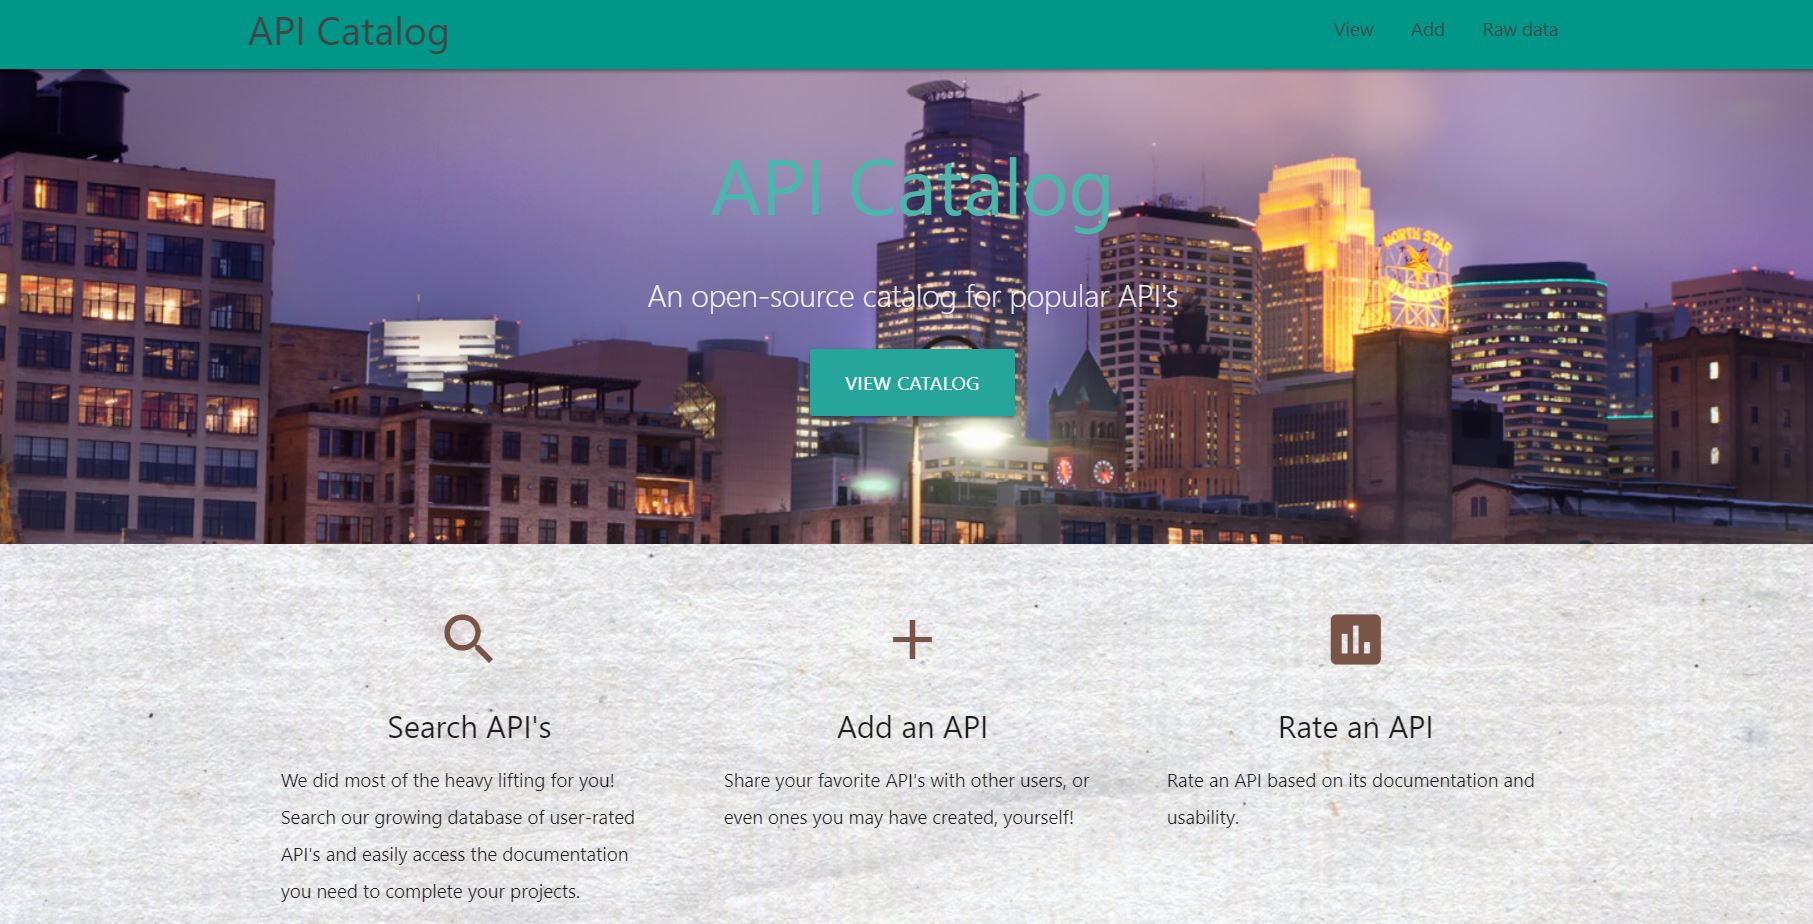 API Catalog
View Add Raw data
API Catalog
An open-source catalog for popular API's
NORTH STAR
VIEW CATALOG
Search API's
We did most of the heavy lifting for you!
Search our growing database of user-rated
API's and easily access the documentation
you need to complete your projects.
Add an API
Share your favorite API's with other users, or
even ones you may have created, yourself!
Rate an API
Rate an API based on its documentation and
usability.